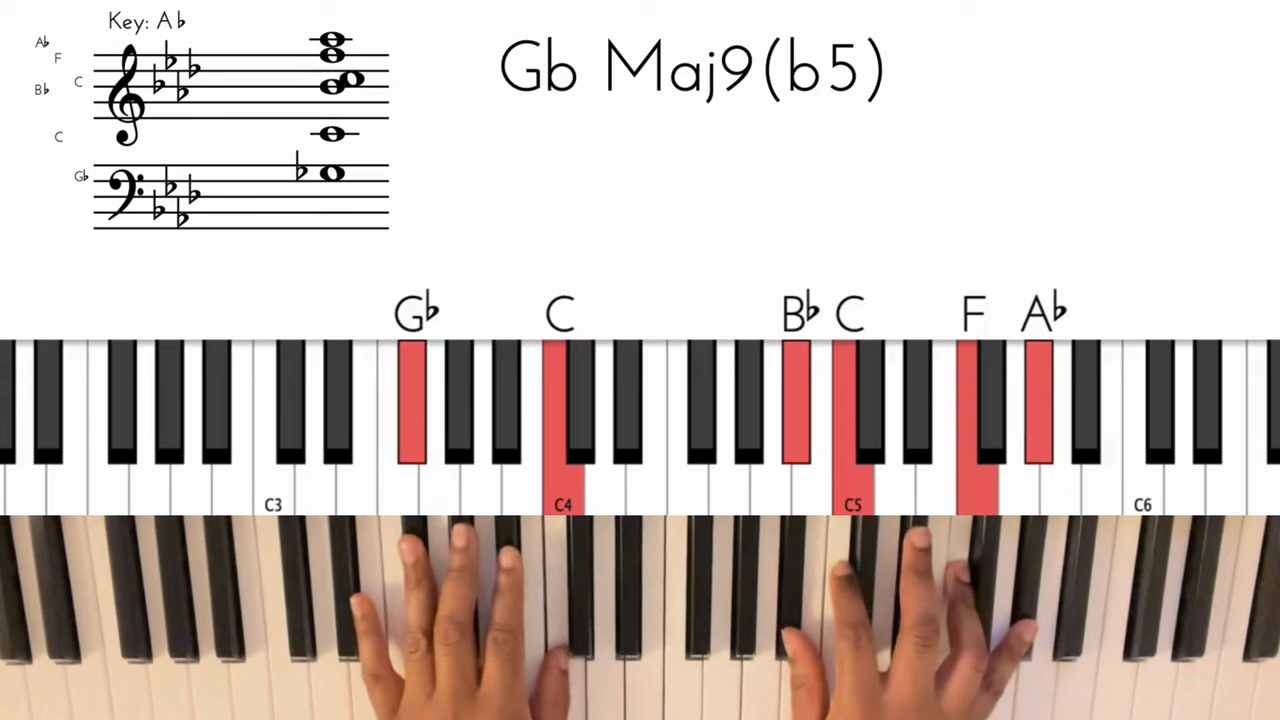 Key: A♭
Gb Maj9(b5)
A♭
F
C
B♭
C
G♭
G♭ C B♭ C F A♭
C3 C4 C5 C6